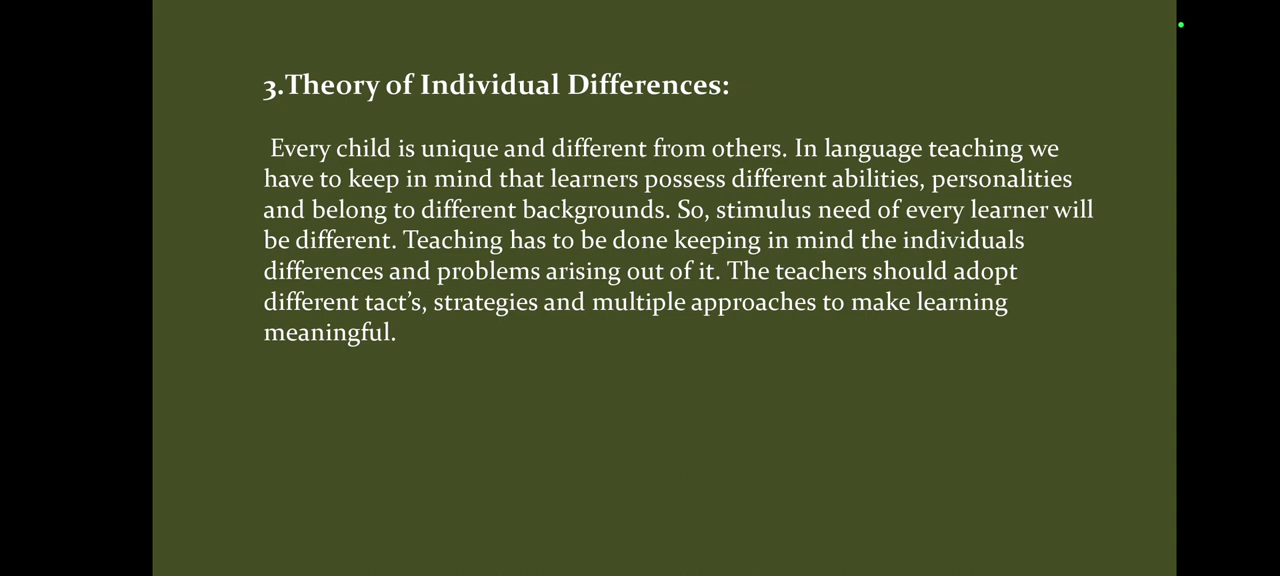 3.Theory of Individual Differences:
Every child is unique and different from others. In language teaching we
have to keep in mind that learners possess different abilities, personalities
and belong to different backgrounds. So, stimulus need of every learner will
be different. Teaching has to be done keeping in mind the individuals
differences and problems arising out of it. The teachers should adopt
different tact’s, strategies and multiple approaches to make learning
meaningful.